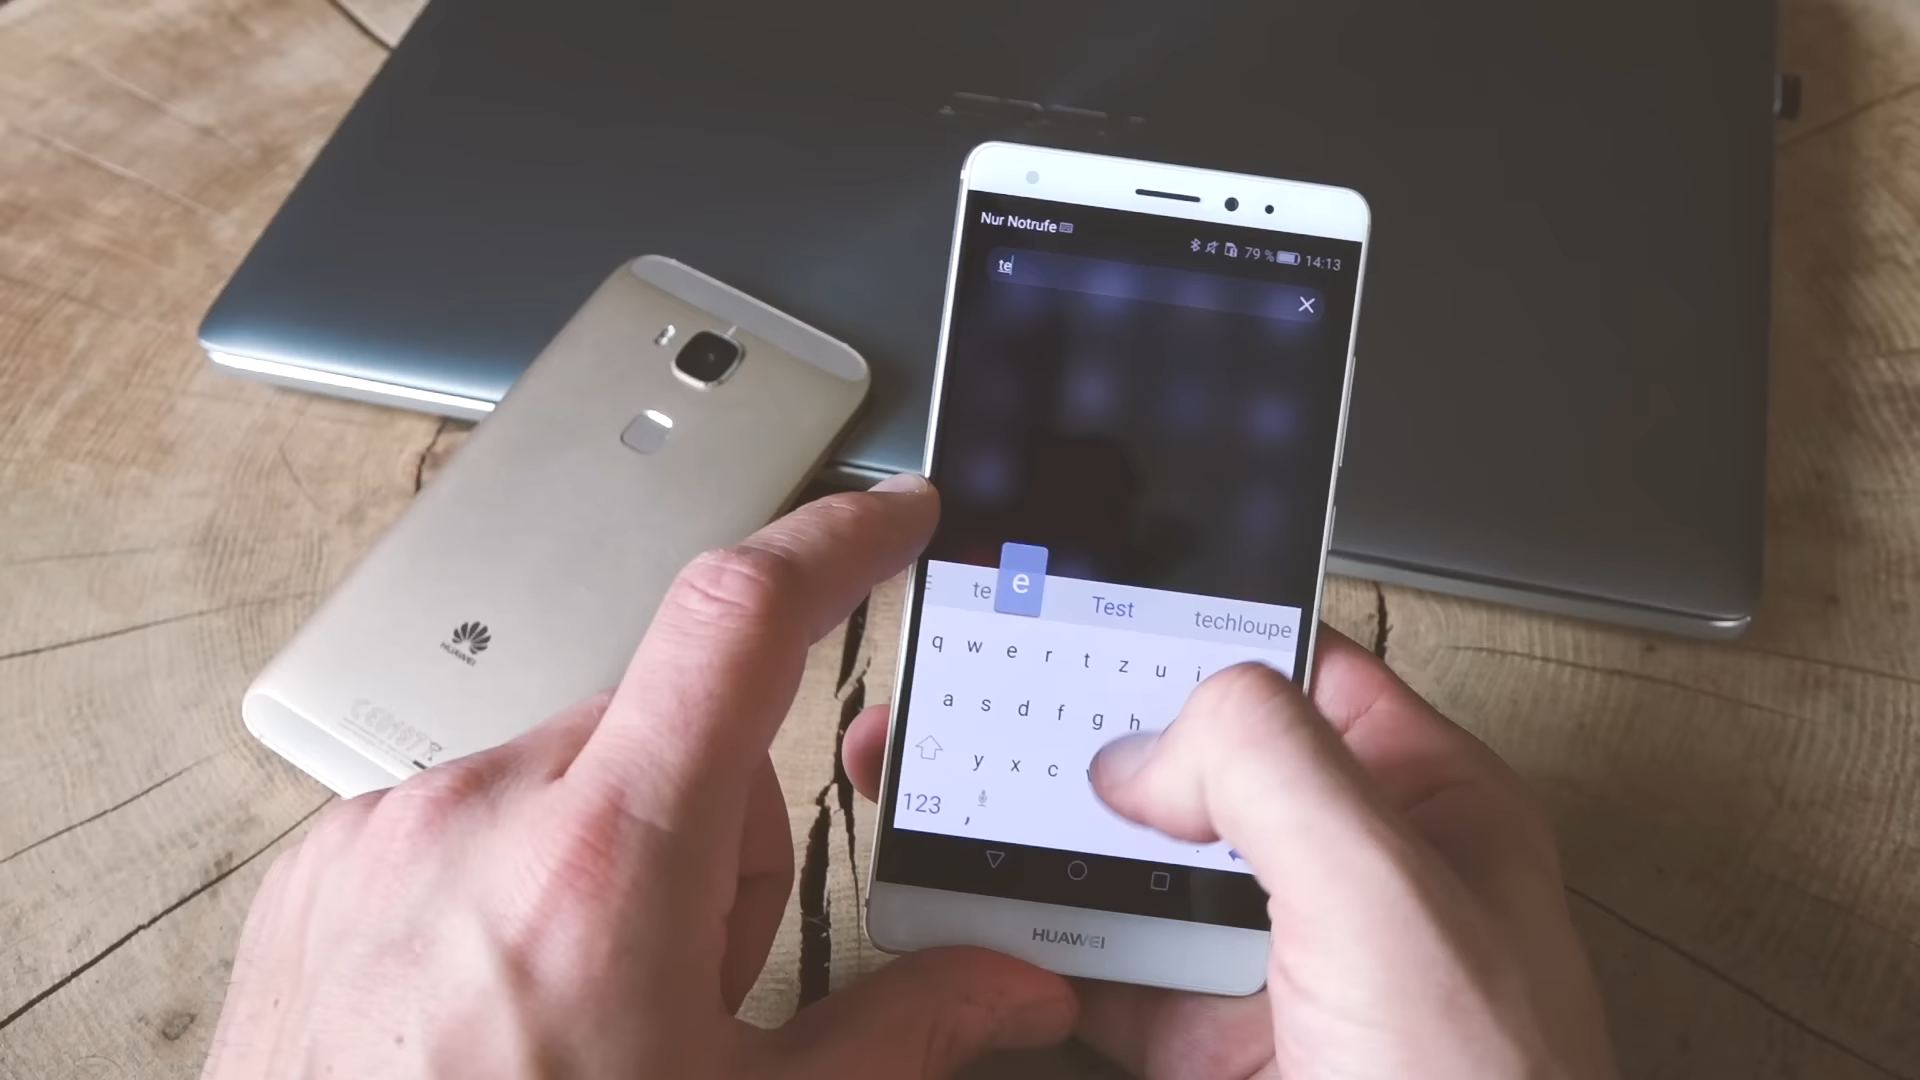 Nur Notrufe
79 % 14:13
te
te e Test techloupe
q w e r t z u i
a s d f g h
y x c
123 ,
HUAWEI
HUAWEI